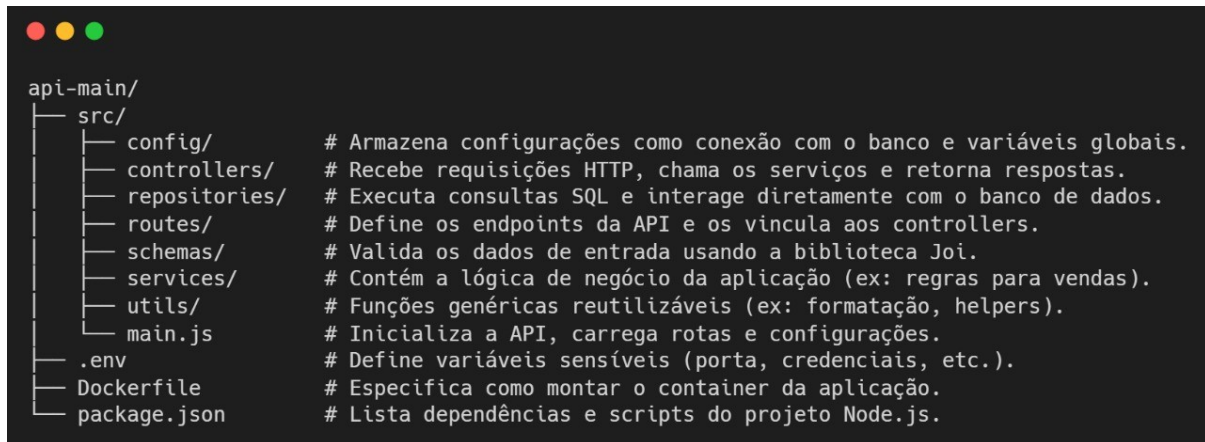 api-main/
├── src/
│   ├── config/        # Armazena configurações como conexão com o banco e variáveis globais.
│   ├── controllers/   # Recebe requisições HTTP, chama os serviços e retorna respostas.
│   ├── repositories/  # Executa consultas SQL e interage diretamente com o banco de dados.
│   ├── routes/        # Define os endpoints da API e os vincula aos controllers.
│   ├── schemas/       # Valida os dados de entrada usando a biblioteca Joi.
│   ├── services/      # Contém a lógica de negócio da aplicação (ex: regras para vendas).
│   ├── utils/         # Funções genéricas reutilizáveis (ex: formatação, helpers).
│   └── main.js        # Inicializa a API, carrega rotas e configurações.
├── .env               # Define variáveis sensíveis (porta, credenciais, etc.).
├── Dockerfile         # Especifica como montar o container da aplicação.
└── package.json       # Lista dependências e scripts do projeto Node.js.